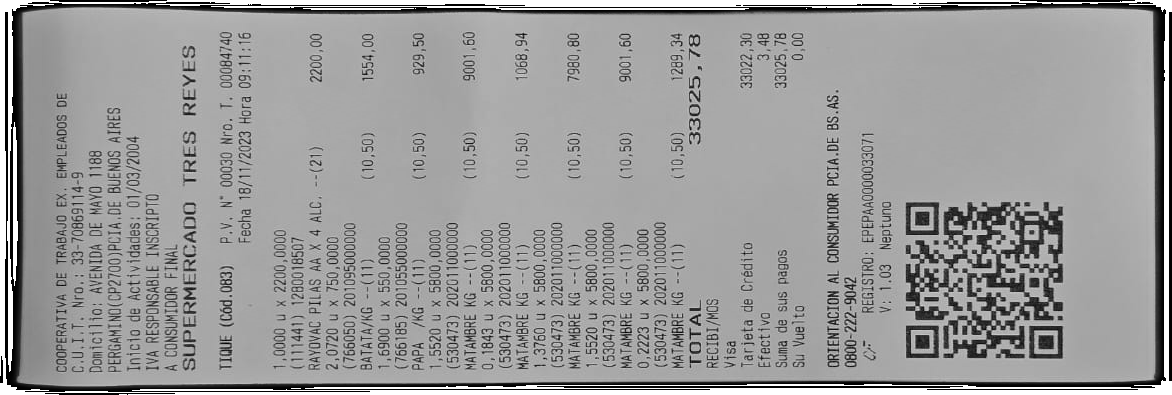 COOPERATIVA DE TRABAJO EX. EMPLEADOS DE
C.U.I.T. Nro.: 33-70869114-9
Domicilio: AVENIDA DE MAYO 1188
PERGAMINO(CP2700)PCIA.DE BUENOS AIRES
Inicio de Actividades: 01/03/2004
IVA RESPONSABLE INSCRIPTO
A CONSUMIDOR FINAL
SUPERMERCADO TRES REYES
TIQUE (Cód.083) P.V. N° 00030 Nro. T. 00084740
Fecha 18/11/2023 Hora 09:11:16
1,0000 u x 2200,0000
(111441) 1280018507
RAYOVAC PILAS AA X 4 ALC. --(21) 2200,00
2,0720 u x 750,0000
(766050) 2010950000000
BATATA/KG --(11) (10,50) 1554,00
1,6900 u x 550,0000
(766185) 2010550000000
PAPA /KG --(11) (10,50) 929,50
1,5520 u x 5800,0000
(530473) 2020110000000
MATAMBRE KG --(11) (10,50) 9001,60
0,1843 u x 5800,0000
(530473) 2020110000000
MATAMBRE KG --(11) (10,50) 1068,94
1,3760 u x 5800,0000
(530473) 2020110000000
MATAMBRE KG --(11) (10,50) 7980,80
1,5520 u x 5800,0000
(530473) 2020110000000
MATAMBRE KG --(11) (10,50) 9001,60
0,2223 u x 5800,0000
(530473) 2020110000000
MATAMBRE KG --(11) (10,50) 1289,34
TOTAL 33025,78
RECIBI/MOS
Visa
Tarjeta de Crédito 33022,30
Efectivo 3,48
Suma de sus pagos 33025,78
Su Vuelto 0,00
ORIENTACION AL CONSUMIDOR PCIA.DE BS.AS.
0800-222-9042
CF REGISTRO: EPEPAA0000033071
V: 1.03 Neptuno